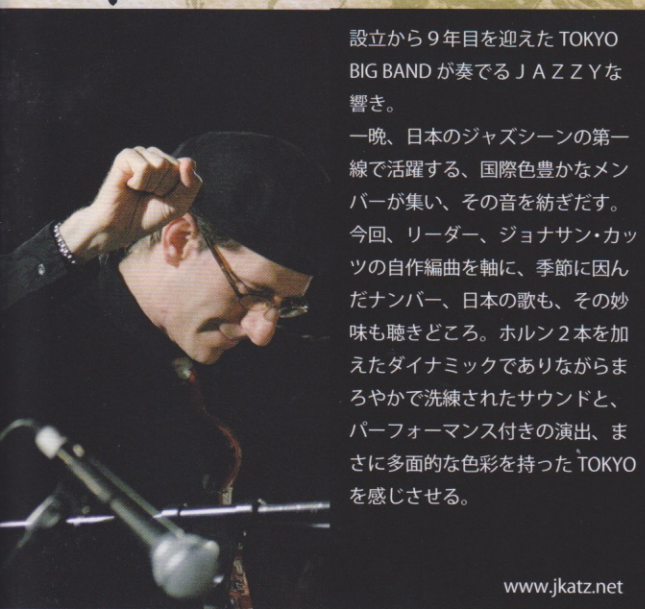 設立から９年目を迎えた TOKYO
BIG BAND が奏でるＪＡＺＺＹな
響き。
一晩、日本のジャズシーンの第一
線で活躍する、国際色豊かなメン
バーが集い、その音を紡ぎだす。
今回、リーダー、ジョナサン・カッ
ツの自作編曲を軸に、季節に因ん
だナンバー、日本の歌も、その妙
味も聴きどころ。ホルン２本を加
えたダイナミックでありながらま
ろやかで洗練されたサウンドと、
パーフォーマンス付きの演出、ま
さに多面的な色彩を持った TOKYO
を感じさせる。
www.jkatz.net